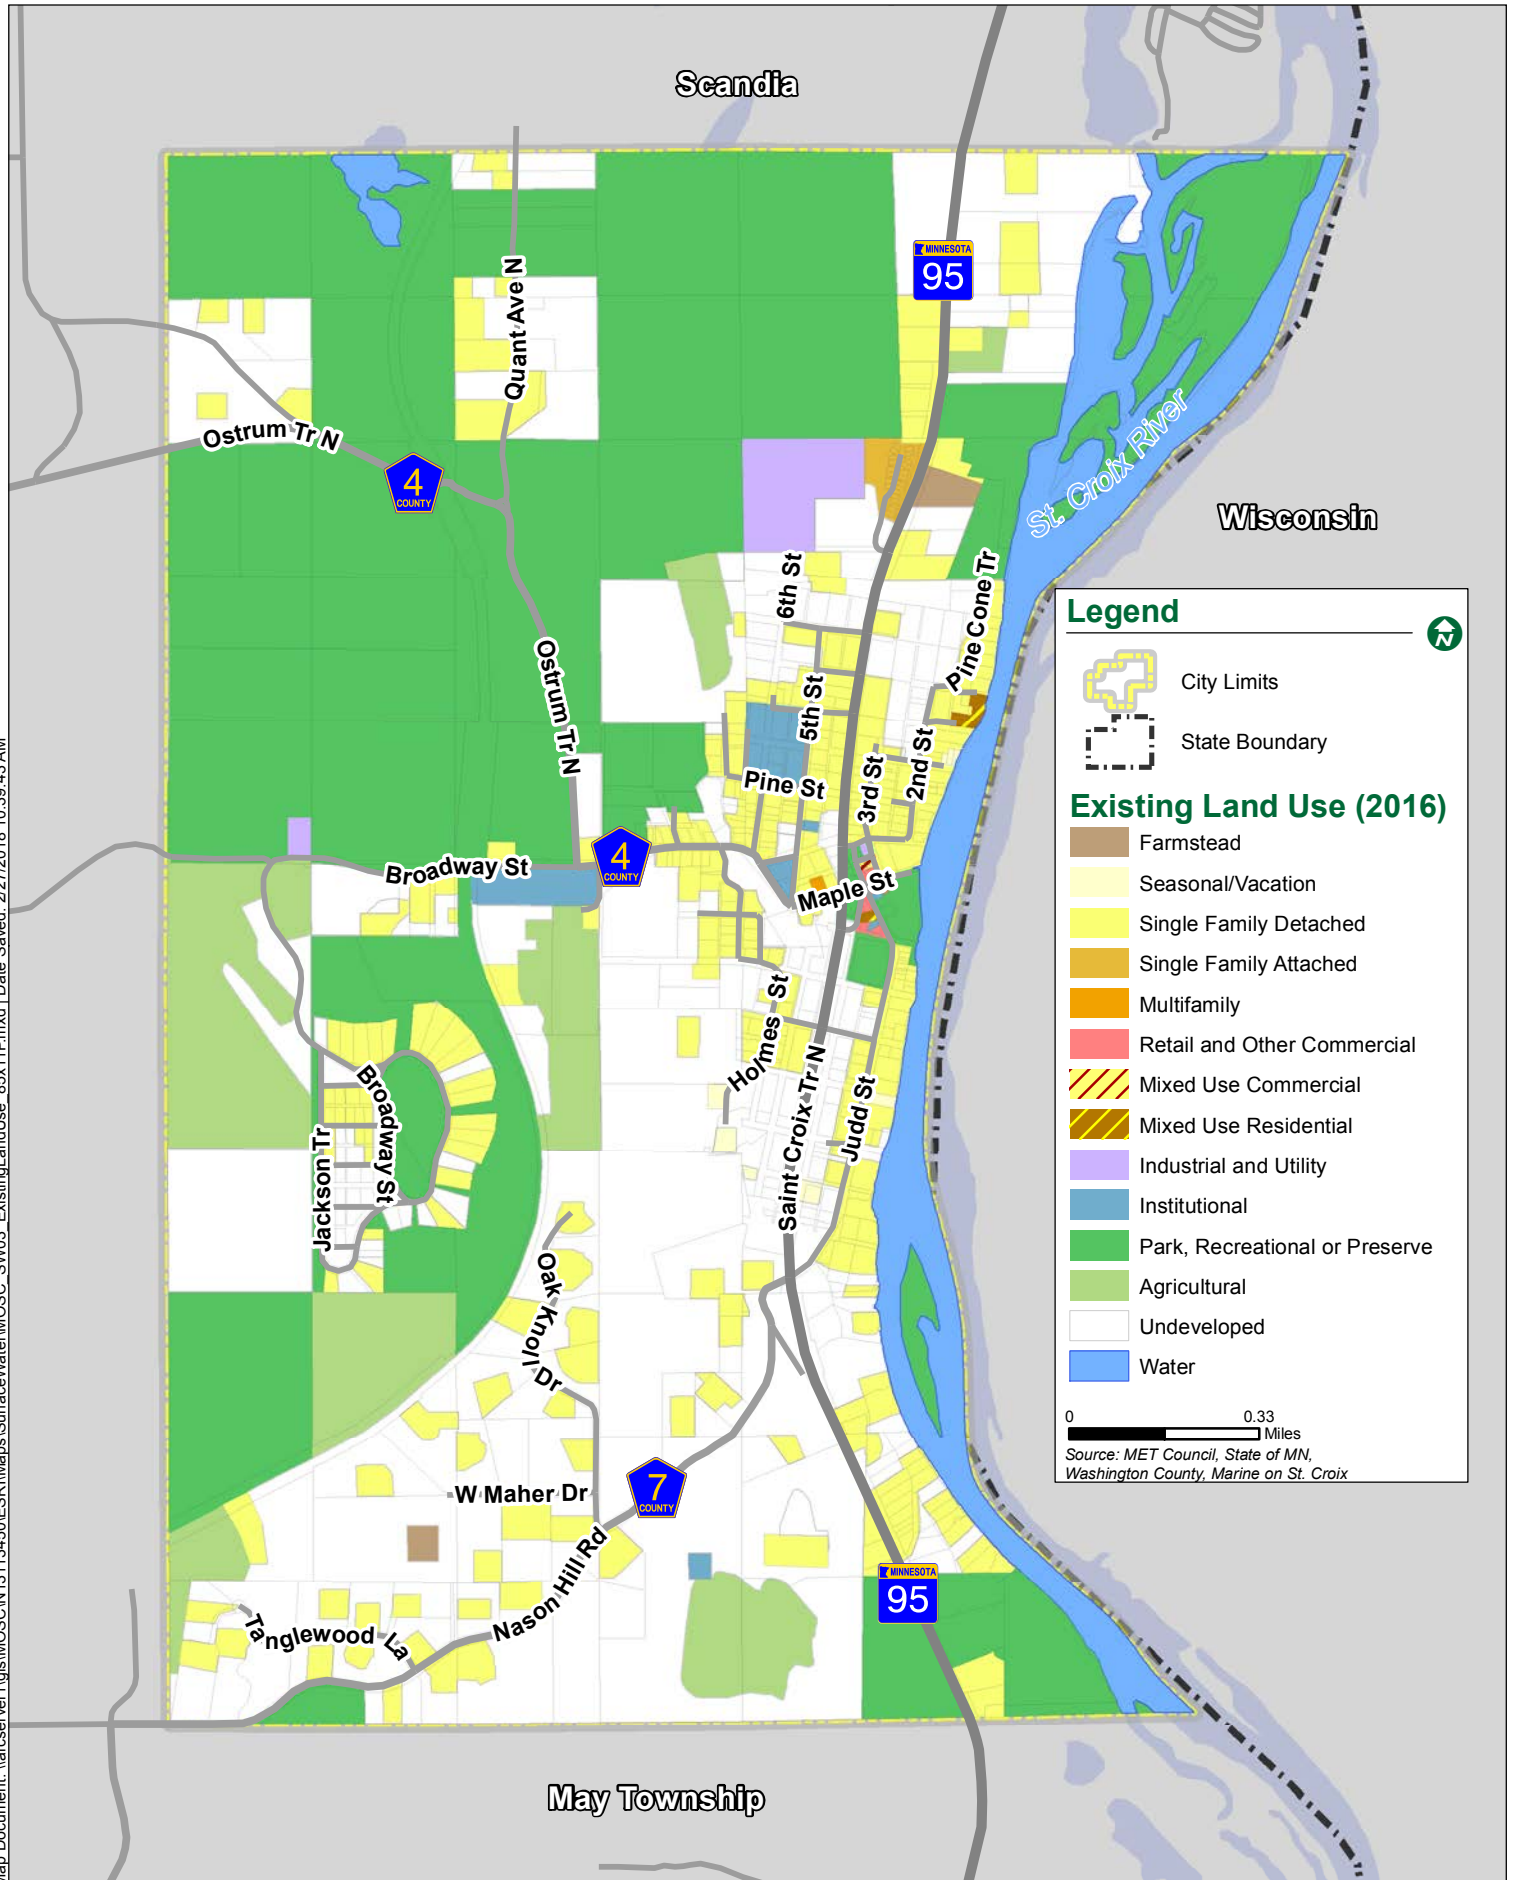 Scandia
MINNESOTA
95
Quant Ave N
Ostrum Tr N
4
COUNTY
St. Croix River
Wisconsin
6th St
Pine Cone Tr
Legend
N
City Limits
State Boundary
Existing Land Use (2016)
Farmstead
Seasonal/Vacation
Single Family Detached
Single Family Attached
Multifamily
Retail and Other Commercial
Mixed Use Commercial
Mixed Use Residential
Industrial and Utility
Institutional
Park, Recreational or Preserve
Agricultural
Undeveloped
Water
0 0.33
Miles
Source: MET Council, State of MN,
Washington County, Marine on St. Croix
Ostrum Tr N
5th St
2nd St
3rd St
Pine St
4
COUNTY
Broadway St
Maple St
Holmes St
Saint Croix Tr N
Judd St
Broadway St
Jackson Tr
Oak Knoll Dr
W Maher Dr
7
COUNTY
Nason Hill Rd
MINNESOTA
95
Tanglewood La
May Township